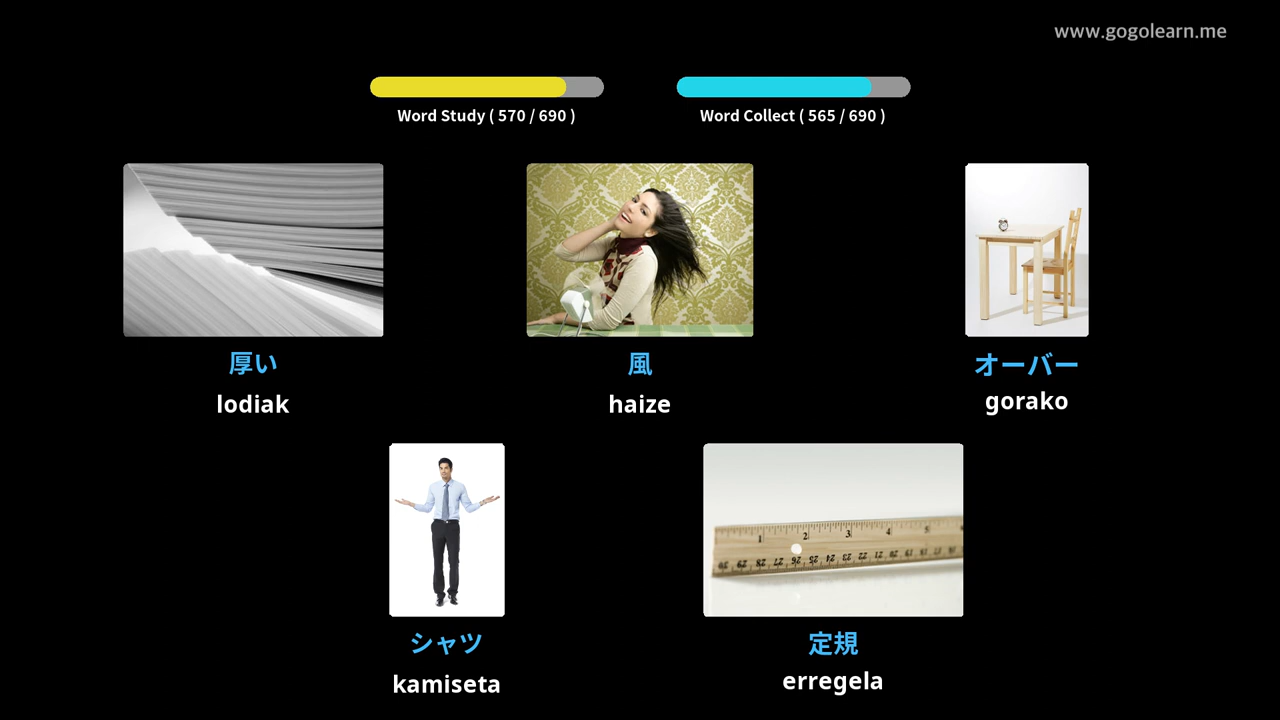 www.gogolearn.me
Word Study ( 570 / 690 )
Word Collect ( 565 / 690 )
厚い
lodiak
風
haize
オーバー
gorako
シャツ
kamiseta
定規
erregela